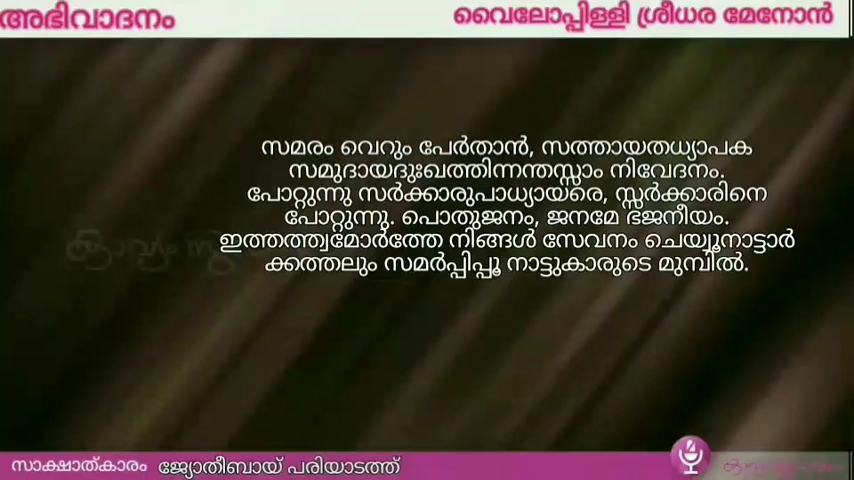 അഭിവാദനം
വൈലോപ്പിള്ളി ശ്രീധര മേനോൻ
സമരം വെറും പേർതാൻ, സത്തായതധ്യാപക
സമുദായദുഃഖത്തിന്നന്തസ്സാം നിവേദനം.
പോറ്റുന്നു സർക്കാരുപാധ്യായരെ, സ്സർക്കാരിനെ
പോറ്റുന്നു. പൊതുജനം, ജനമേ ഭജനീയം.
ഇത്തത്ത്വമോർത്തേ നിങ്ങൾ സേവനം ചെയ്യൂനാട്ടാർ
ക്കത്തലും സമർപ്പിപ്പൂ നാട്ടുകാരുടെ മുമ്പിൽ.
സാക്ഷാത്കാരം ജ്യോതീബായ് പരിയാടത്ത്